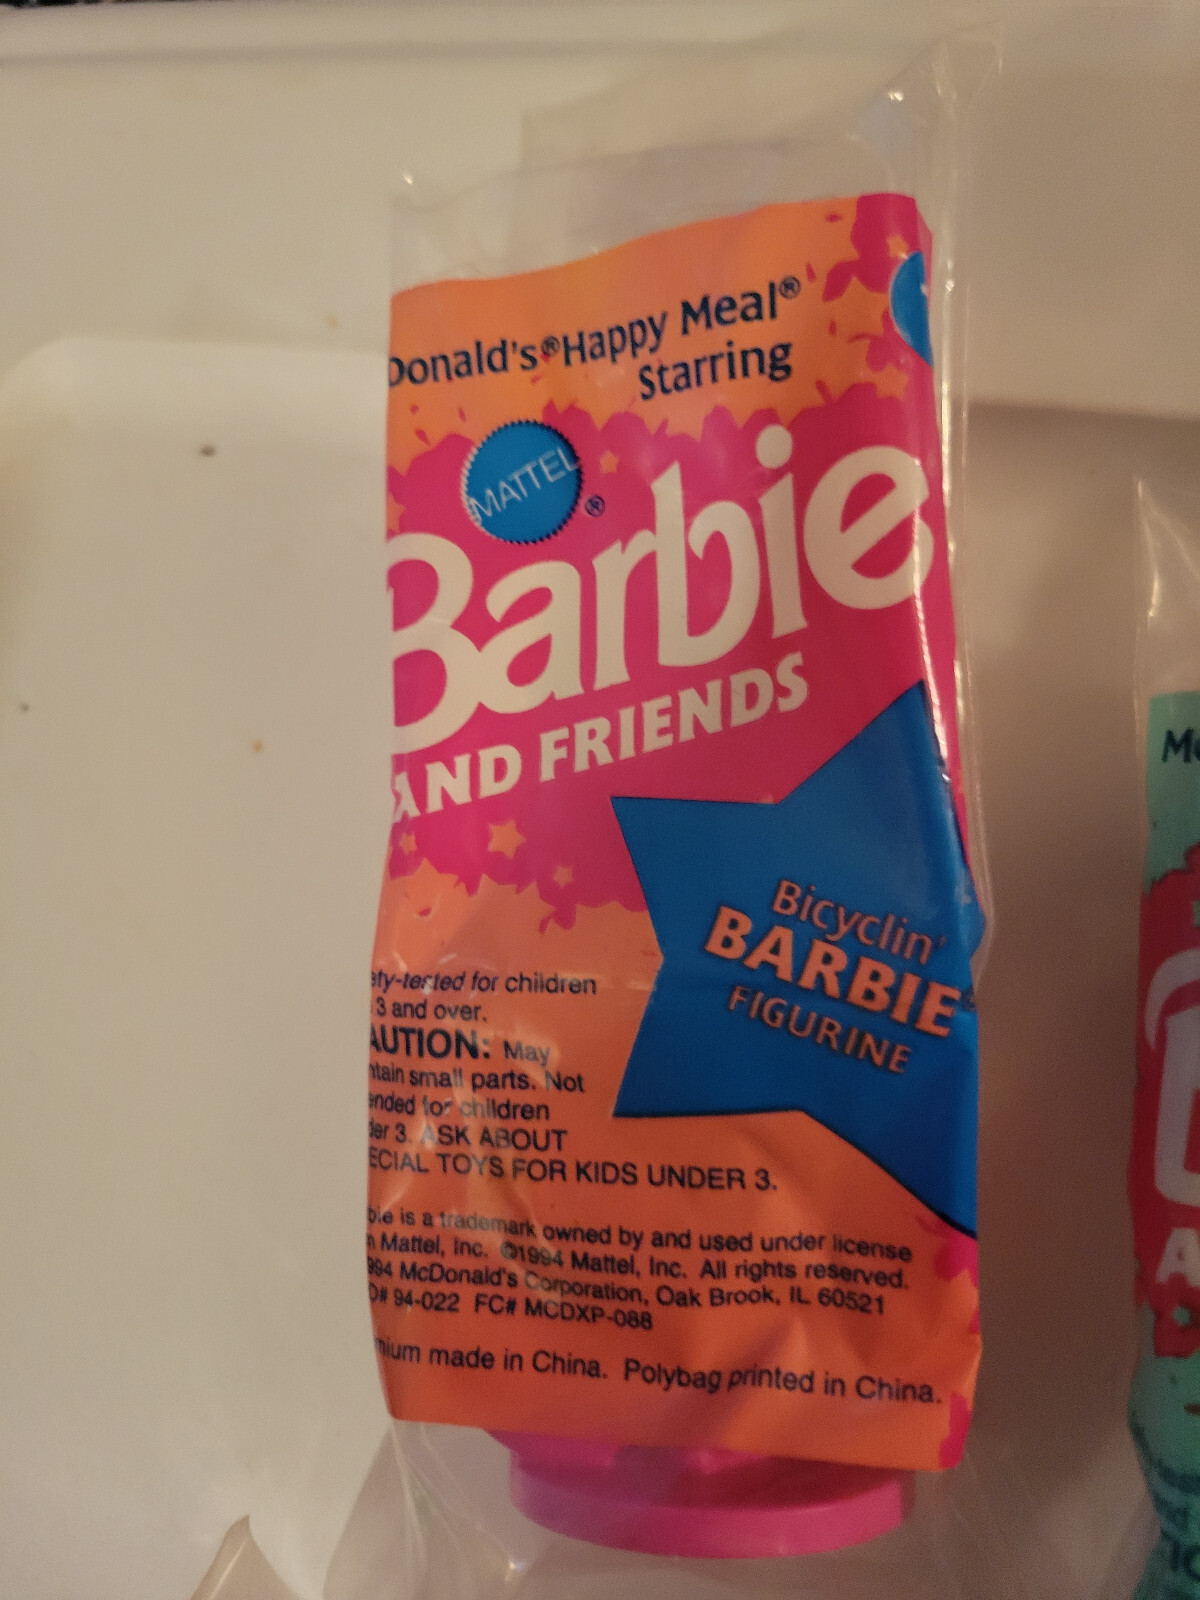 Donald's® Happy Meal®
Starring
MATTEL
®
Barbie
AND FRIENDS
Bicyclin'
BARBIE®
FIGURINE
ety-tested for children
3 and over.
AUTION: May
ntain small parts. Not
ended for children
der 3. ASK ABOUT
ECIAL TOYS FOR KIDS UNDER 3.
bie is a trademark owned by and used under license
m Mattel, Inc. ©1994 Mattel, Inc. All rights reserved.
994 McDonald's Corporation, Oak Brook, IL 60521
D# 94-022 FC# MCDXP-088
mium made in China. Polybag printed in China.
Mc
A